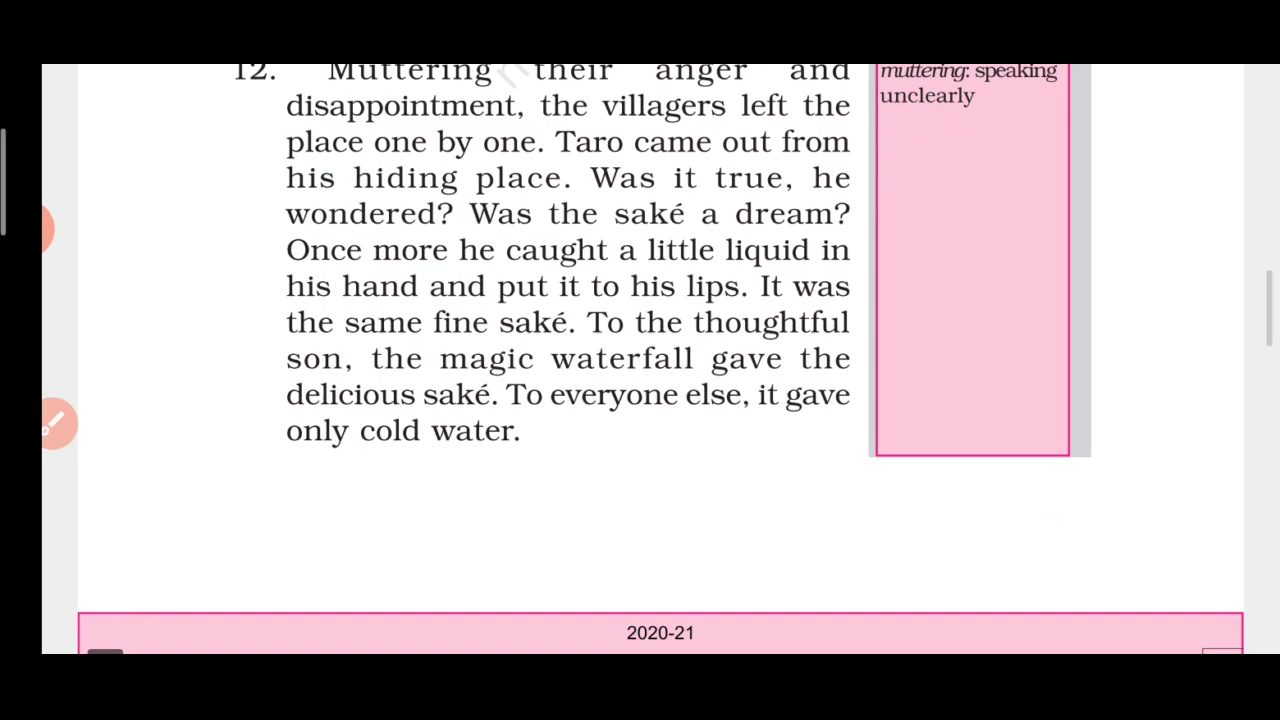 12. Muttering their anger and
disappointment, the villagers left the
place one by one. Taro came out from
his hiding place. Was it true, he
wondered? Was the saké a dream?
Once more he caught a little liquid in
his hand and put it to his lips. It was
the same fine saké. To the thoughtful
son, the magic waterfall gave the
delicious saké. To everyone else, it gave
only cold water.
muttering: speaking
unclearly
2020-21